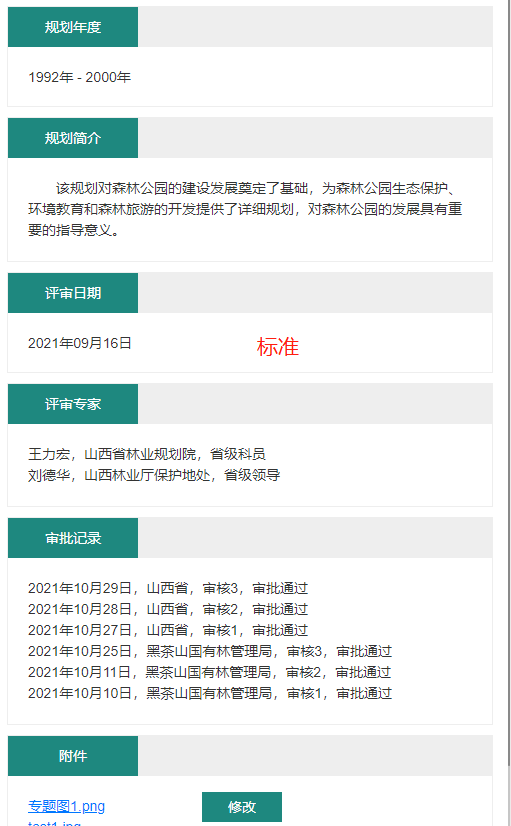 规划年度
1992年 - 2000年
规划简介
该规划对森林公园的建设发展奠定了基础，为森林公园生态保护、
环境教育和森林旅游的开发提供了详细规划，对森林公园的发展具有重
要的指导意义。
评审日期
2021年09月16日
标准
评审专家
王力宏，山西省林业规划院，省级科员
刘德华，山西林业厅保护地处，省级领导
审批记录
2021年10月29日，山西省，审核3，审批通过
2021年10月28日，山西省，审核2，审批通过
2021年10月27日，山西省，审核1，审批通过
2021年10月25日，黑茶山国有林管理局，审核3，审批通过
2021年10月11日，黑茶山国有林管理局，审核2，审批通过
2021年10月10日，黑茶山国有林管理局，审核1，审批通过
附件
专题图1.png
修改